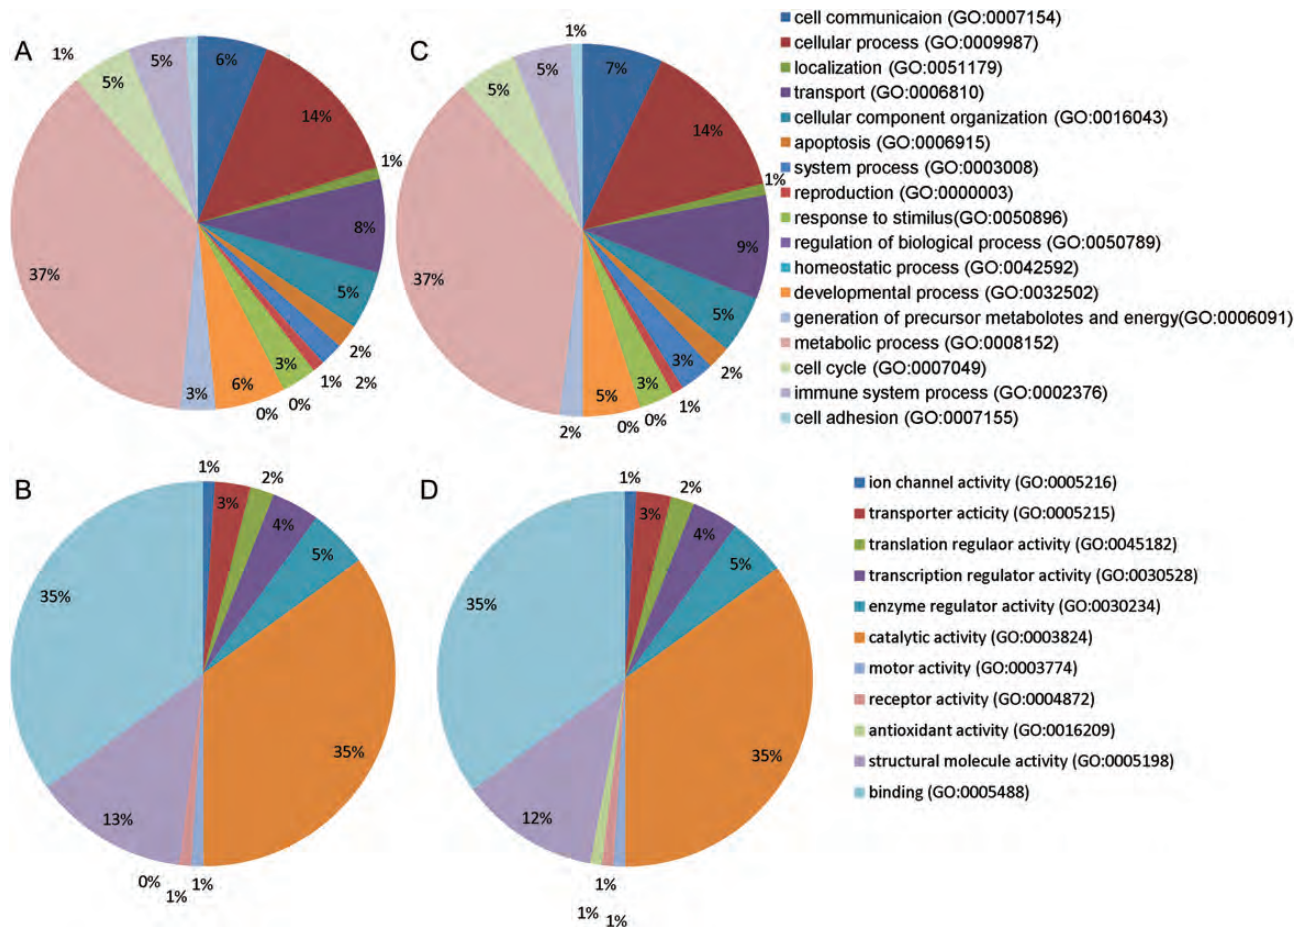 A
1%
5%
5%
6%
14%
1%
8%
5%
2%
2%
1%
3%
0%
0%
6%
3%
37%
C
1%
5%
5%
7%
14%
1%
9%
5%
2%
3%
1%
3%
0%
0%
5%
2%
37%
cell communicaion (GO:0007154)
cellular process (GO:0009987)
localization (GO:0051179)
transport (GO:0006810)
cellular component organization (GO:0016043)
apoptosis (GO:0006915)
system process (GO:0003008)
reproduction (GO:0000003)
response to stimilus(GO:0050896)
regulation of biological process (GO:0050789)
homeostatic process (GO:0042592)
developmental process (GO:0032502)
generation of precursor metabolotes and energy(GO:0006091)
metabolic process (GO:0008152)
cell cycle (GO:0007049)
immune system process (GO:0002376)
cell adhesion (GO:0007155)
B
1%
3%
2%
4%
5%
35%
35%
13%
0%
1%
1%
D
1%
3%
2%
4%
5%
35%
35%
12%
1%
1%
1%
ion channel activity (GO:0005216)
transporter acticity (GO:0005215)
translation regulaor activity (GO:0045182)
transcription regulator activity (GO:0030528)
enzyme regulator activity (GO:0030234)
catalytic activity (GO:0003824)
motor activity (GO:0003774)
receptor activity (GO:0004872)
antioxidant activity (GO:0016209)
structural molecule activity (GO:0005198)
binding (GO:0005488)